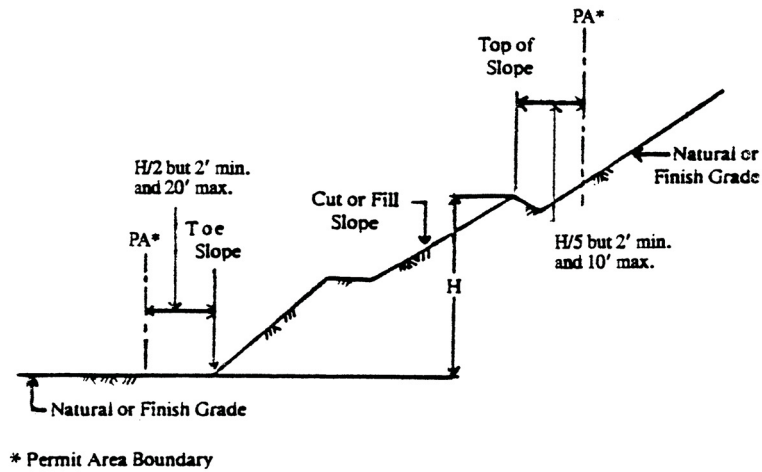 PA*
Top of
Slope
Natural or
Finish Grade
H/2 but 2' min.
and 20' max.
Cut or Fill
Slope
PA*
Toe
Slope
H/5 but 2' min.
and 10' max.
H
Natural or Finish Grade
* Permit Area Boundary